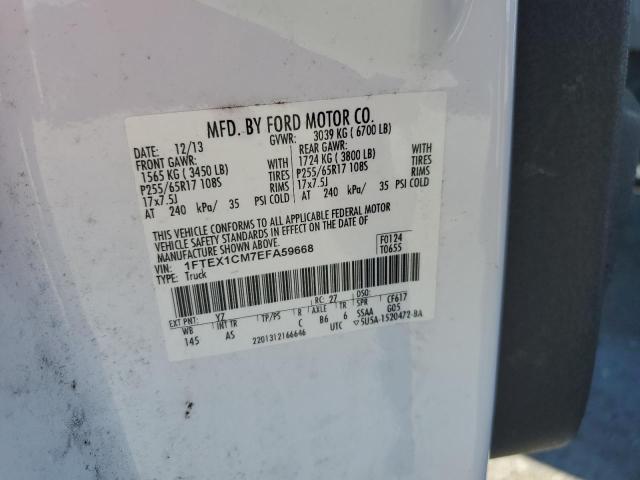 MFD. BY FORD MOTOR CO.
DATE: 12/13 GVWR: 3039 KG ( 6700 LB)
FRONT GAWR: REAR GAWR:
1565 KG ( 3450 LB) WITH 1724 KG ( 3800 LB) WITH
P255/65R17 108S TIRES P255/65R17 108S TIRES
17x7.5J RIMS 17x7.5J RIMS
AT 240 kPa/ 35 PSI COLD AT 240 kPa/ 35 PSI COLD
THIS VEHICLE CONFORMS TO ALL APPLICABLE FEDERAL MOTOR
VEHICLE SAFETY STANDARDS IN EFFECT ON THE DATE OF
MANUFACTURE SHOWN ABOVE.
VIN: 1FTEX1CM7EFA59668 F0124
TYPE: Truck T0655
EXT PNT: YZ RC: 27 DSO: CF617
WB INT TR TP/PS R AXLE TR SPR G05
145 AS C B6 6 SSAA
2201312166646 UTC ▽5U5A-1520472-BA